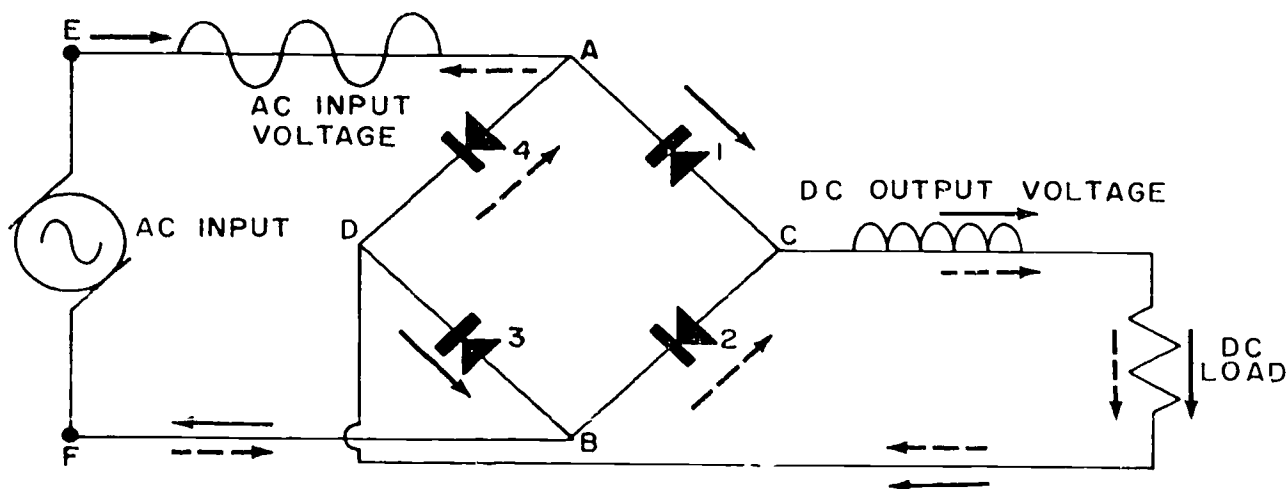 E
A
AC INPUT
VOLTAGE
4
1
DC OUTPUT VOLTAGE
AC INPUT
D
C
3
2
DC
LOAD
F
B